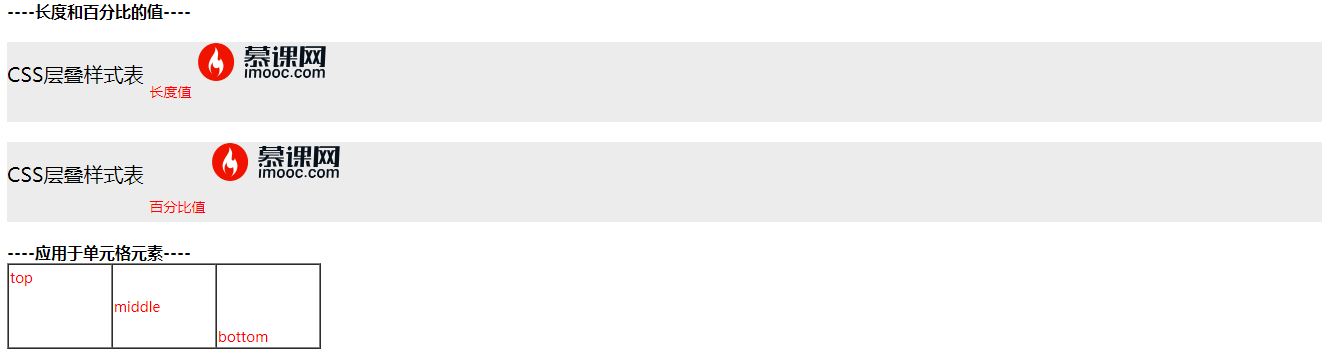 ----长度和百分比的值----
CSS层叠样式表 长度值 慕课网
imooc.com
CSS层叠样式表 百分比值 慕课网
imooc.com
----应用于单元格元素----
top
middle
bottom